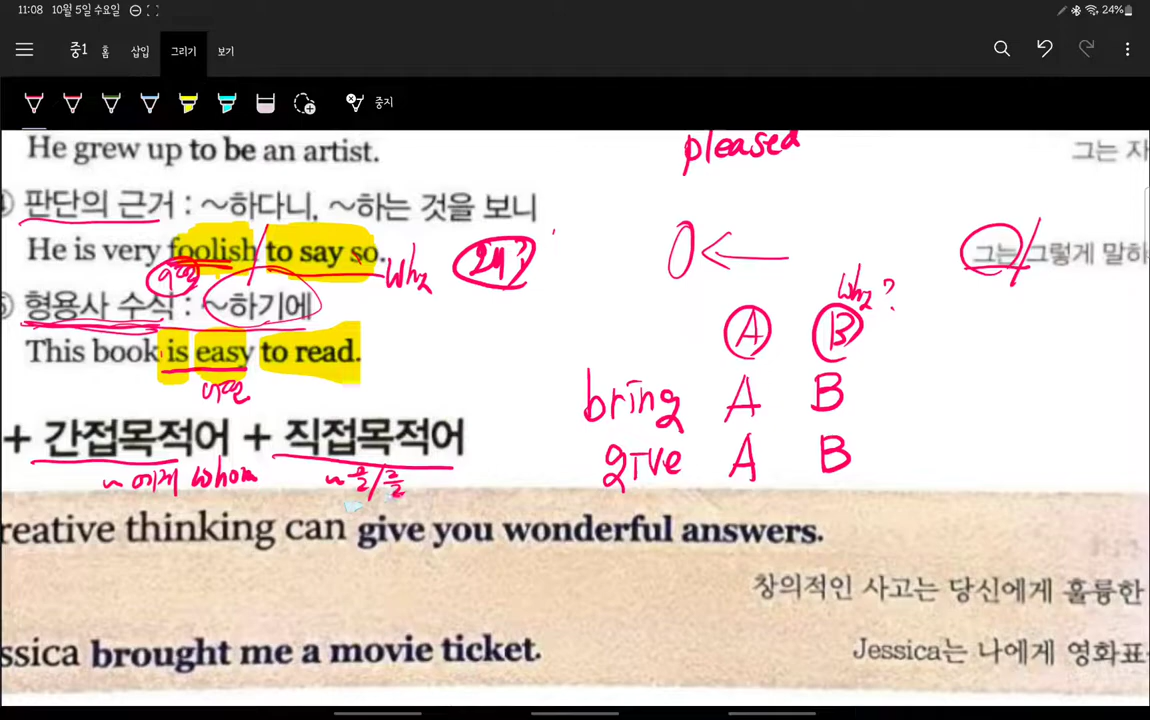 11:08 10월 5일 수요일 24%
중1 홈 삽입 그리기 보기
중지
He grew up to be an artist.
pleased
그는 자
④ 판단의 근거 : ~하다니, ~하는 것을 보니
He is very foolish to say so.
why
그는 그렇게 말하
why?
⑤ 형용사 수식 : ~하기에
A B
This book is easy to read.
bring A B
give A B
+ 간접목적어 + 직접목적어
~에게 whom ~을/를
reative thinking can give you wonderful answers.
창의적인 사고는 당신에게 훌륭한
ssica brought me a movie ticket.
Jessica는 나에게 영화표